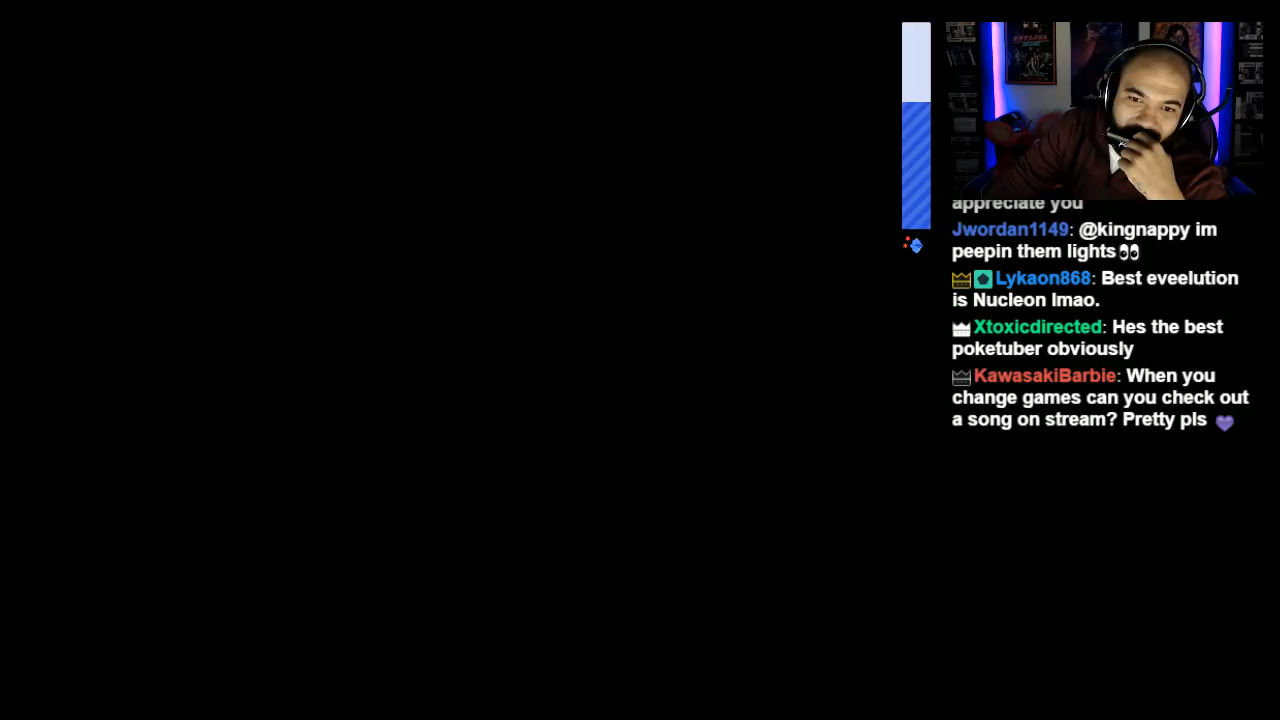 appreciate you
Jwordan1149: @kingnappy im
peepin them lights👀
Lykaon868: Best eveelution
is Nucleon lmao.
Xtoxicdirected: Hes the best
poketuber obviously
KawasakiBarbie: When you
change games can you check out
a song on stream? Pretty pls 💜